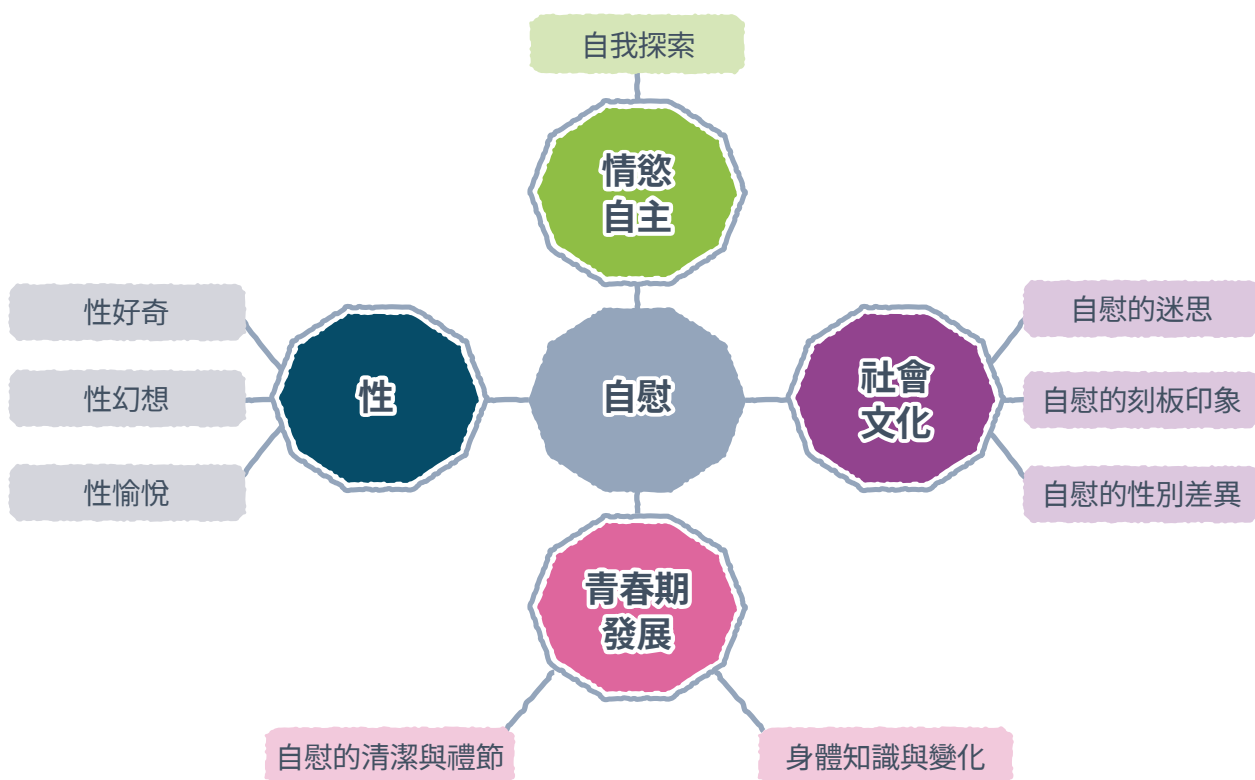 自我探索
情慾
自主
性好奇
性幻想
性愉悅
性
自慰
社會
文化
自慰的迷思
自慰的刻板印象
自慰的性別差異
青春期
發展
自慰的清潔與禮節
身體知識與變化